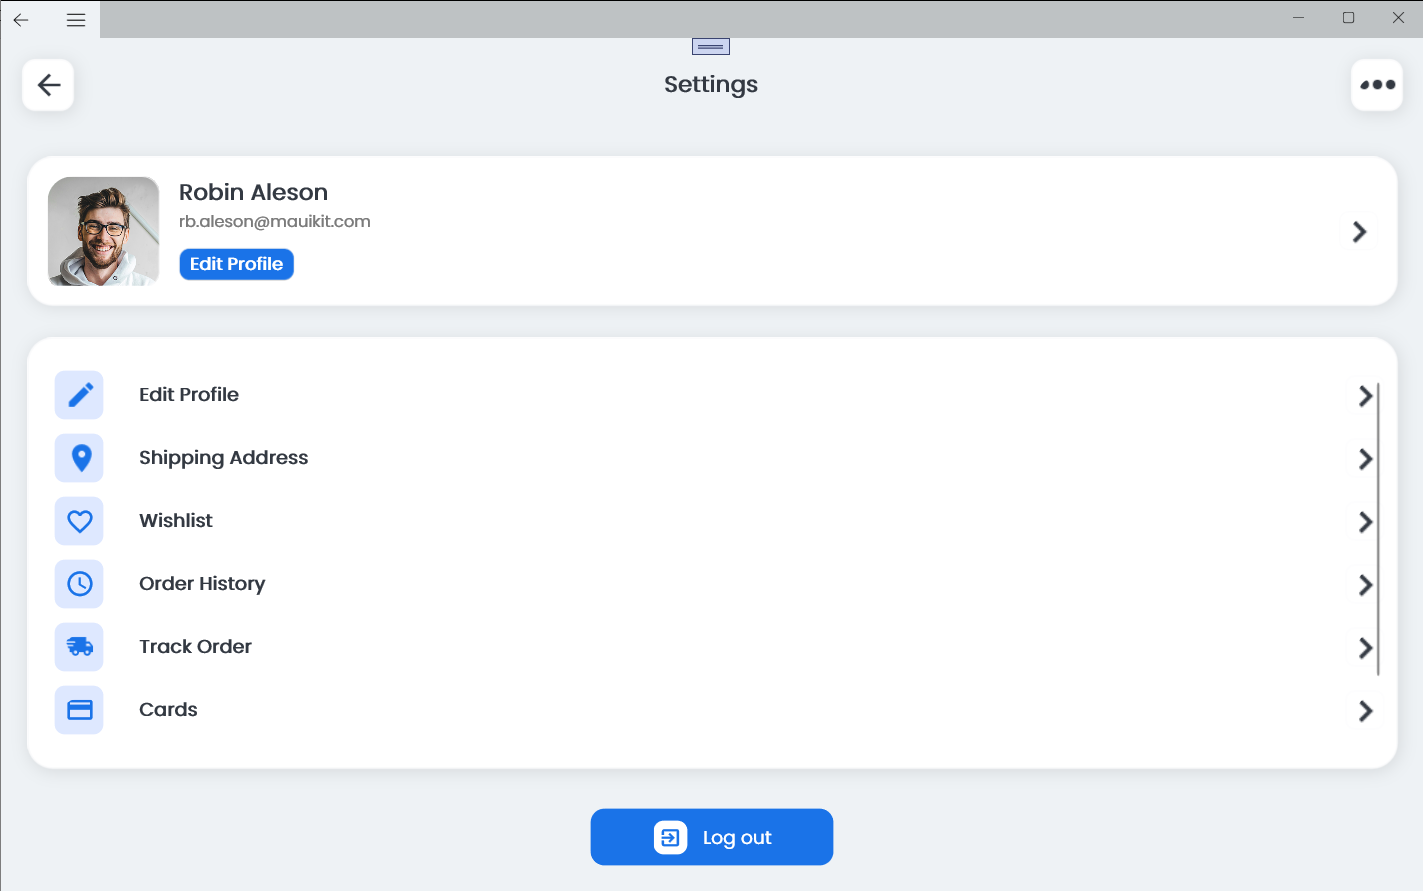 Settings
Robin Aleson
rb.aleson@mauikit.com
Edit Profile
Edit Profile
Shipping Address
Wishlist
Order History
Track Order
Cards
Log out